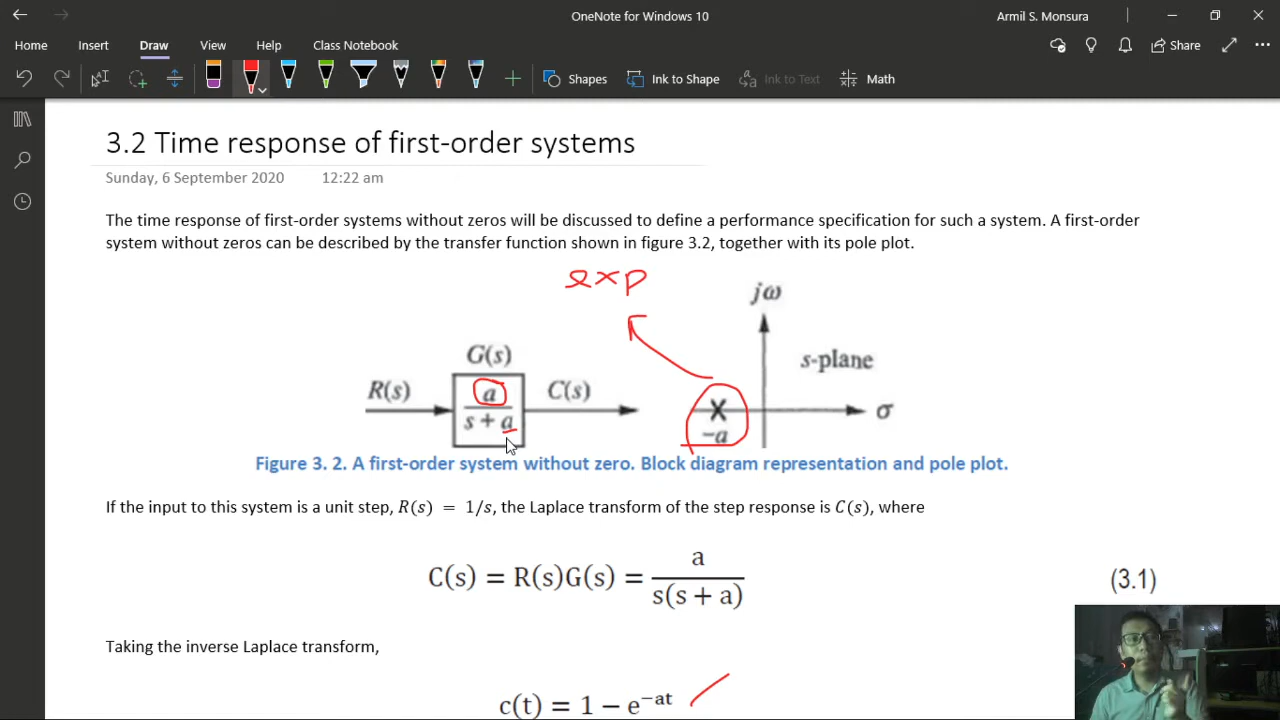 OneNote for Windows 10
Armil S. Monsura
Home Insert Draw View Help Class Notebook
Share
Shapes Ink to Shape Ink to Text Math
3.2 Time response of first-order systems
Sunday, 6 September 2020 12:22 am
The time response of first-order systems without zeros will be discussed to define a performance specification for such a system. A first-order
system without zeros can be described by the transfer function shown in figure 3.2, together with its pole plot.
exp
jω
G(s)
s-plane
R(s) a C(s)
s + a
X
σ
-a
Figure 3. 2. A first-order system without zero. Block diagram representation and pole plot.
If the input to this system is a unit step, R(s) = 1/s, the Laplace transform of the step response is C(s), where
C(s) = R(s)G(s) = a / s(s + a) (3.1)
Taking the inverse Laplace transform,
c(t) = 1 − e^−at